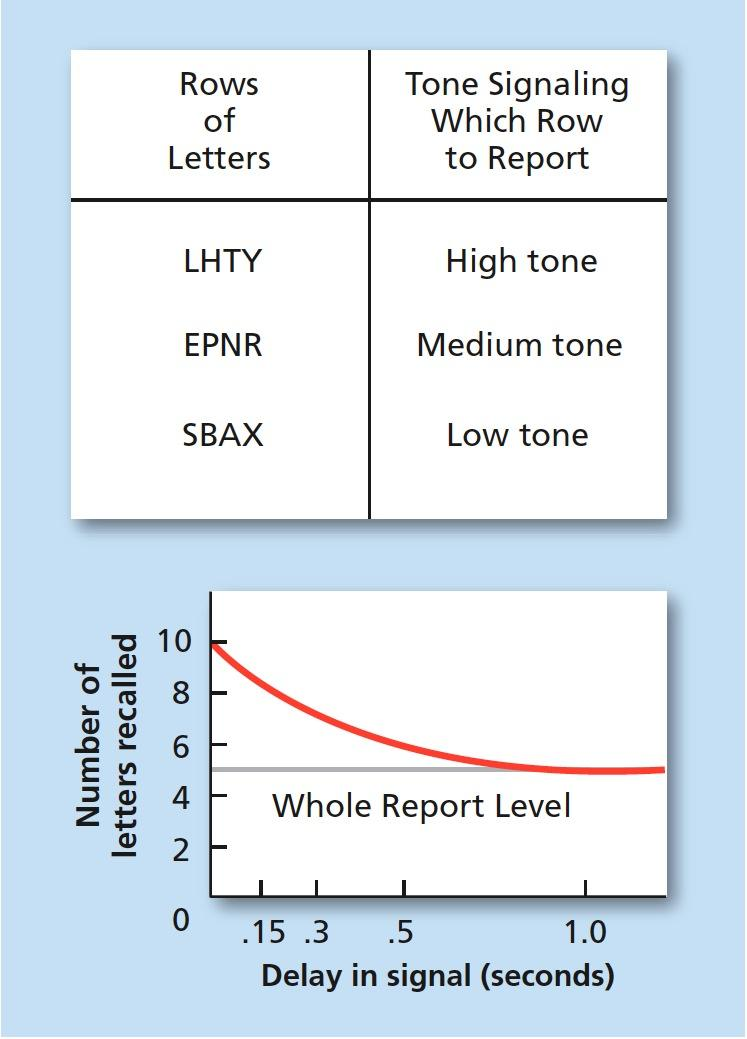 Rows
of
Letters
Tone Signaling
Which Row
to Report
LHTY
High tone
EPNR
Medium tone
SBAX
Low tone
Number of
letters recalled
10
8
6
4
2
0
Whole Report Level
.15 .3 .5 1.0
Delay in signal (seconds)